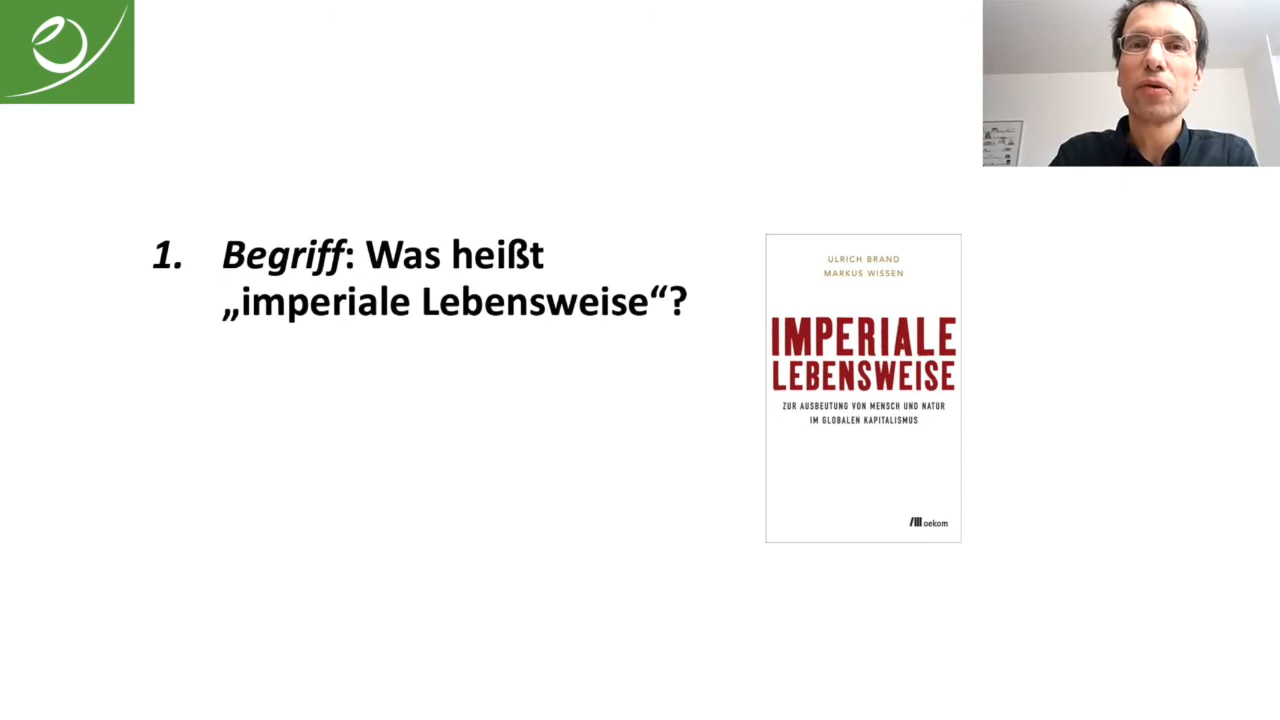 1. Begriff: Was heißt
„imperiale Lebensweise“?
ULRICH BRAND
MARKUS WISSEN
IMPERIALE
LEBENSWEISE
ZUR AUSBEUTUNG VON MENSCH UND NATUR
IM GLOBALEN KAPITALISMUS
oekom